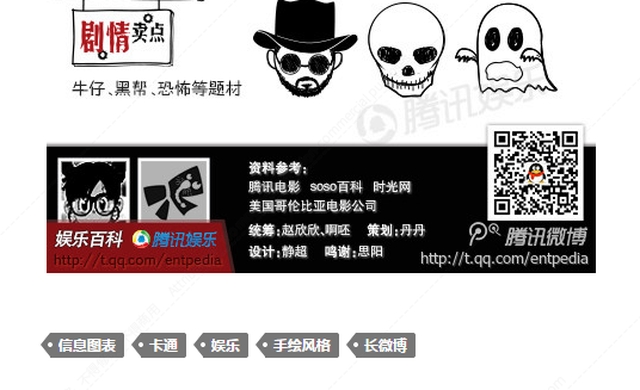 剧情卖点
牛仔、黑帮、恐怖等题材
腾讯娱乐
资料参考:
腾讯电影 soso百科 时光网
美国哥伦比亚电影公司
统筹:赵欣欣、啊呸 策划:丹丹
设计:静超 鸣谢:思阳
娱乐百科 腾讯娱乐
http://t.qq.com/entpedia
腾讯微博
http://t.qq.com/entpedia
信息图表 卡通 娱乐 手绘风格 长微博